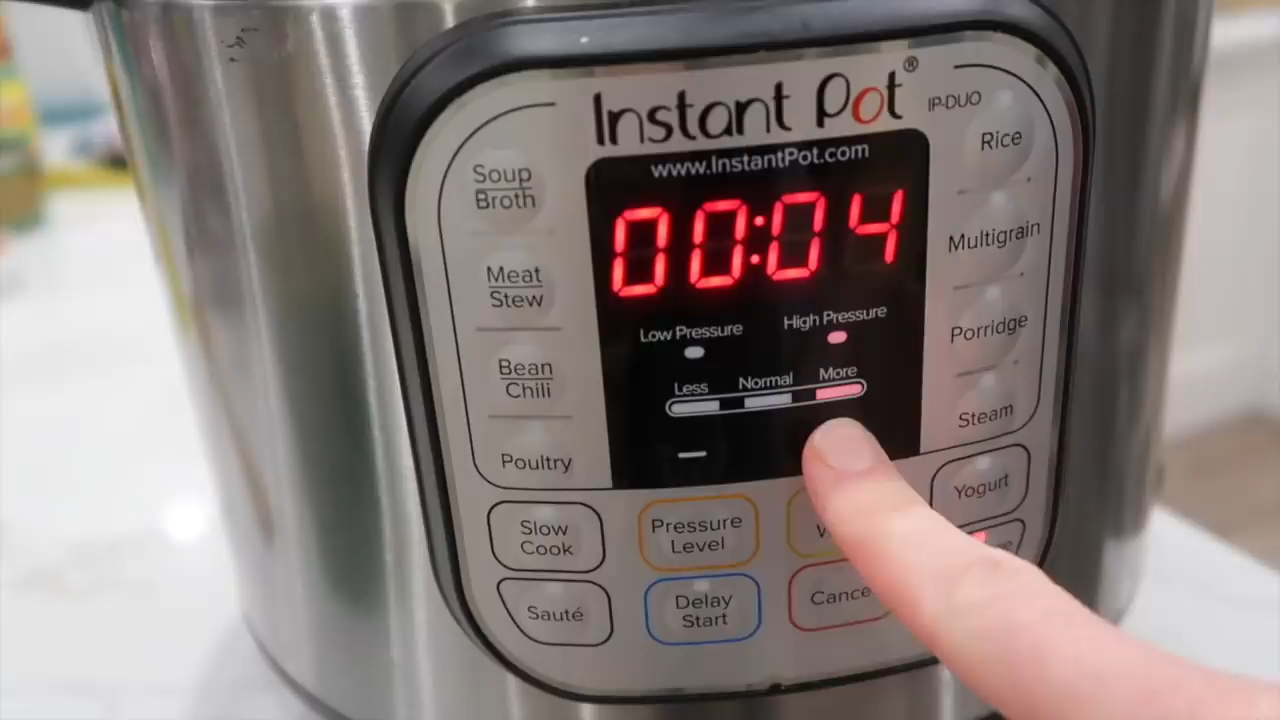 Instant Pot®
IP-DUO
www.InstantPot.com
00:04
Low Pressure
High Pressure
Less
Normal
More
Soup
Broth
Meat
Stew
Bean
Chili
Poultry
Rice
Multigrain
Porridge
Steam
Slow
Cook
Pressure
Level
Yogurt
Sauté
Delay
Start